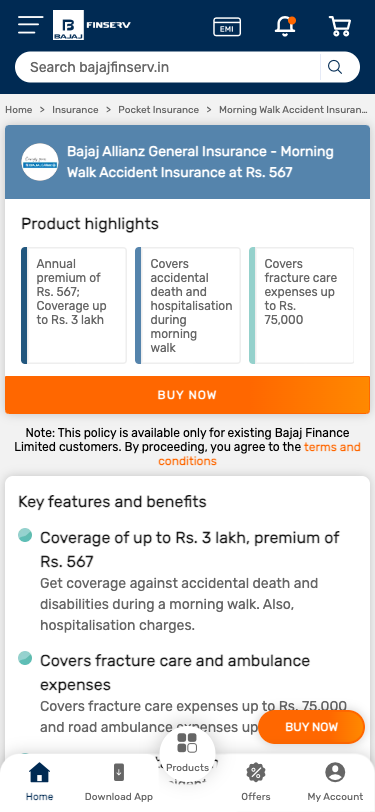 B
BAJAJ
FINSERV
EMI
Search bajajfinserv.in
Home > Insurance > Pocket Insurance > Morning Walk Accident Insuran...
Bajaj Allianz General Insurance - Morning
Walk Accident Insurance at Rs. 567
Product highlights
Annual
premium of
Rs. 567;
Coverage up
to Rs. 3 lakh
Covers
accidental
death and
hospitalisation
during
morning
walk
Covers
fracture care
expenses up
to Rs.
75,000
BUY NOW
Note: This policy is available only for existing Bajaj Finance
Limited customers. By proceeding, you agree to the terms and
conditions
Key features and benefits
Coverage of up to Rs. 3 lakh, premium of
Rs. 567
Get coverage against accidental death and
disabilities during a morning walk. Also,
hospitalisation charges.
Covers fracture care and ambulance
expenses
Covers fracture care expenses up to Rs. 75,000
and road ambulance expenses up
BUY NOW
Home
Download App
Products
Offers
My Account